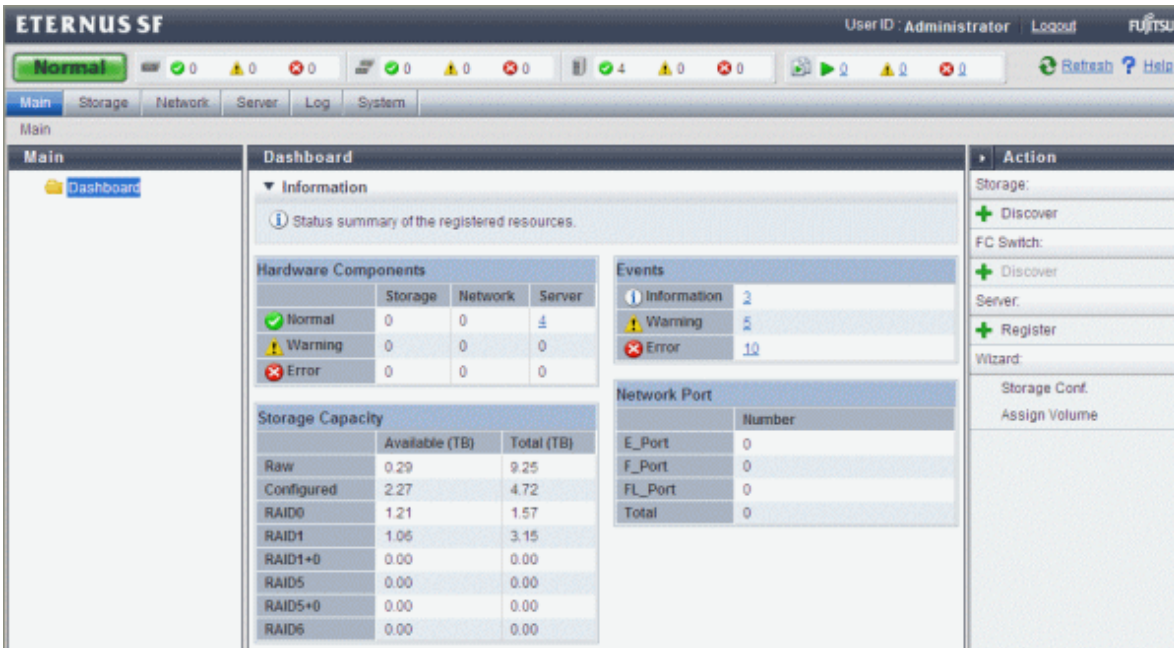 ETERNUS SF User ID : Administrator Logout FUJITSU
Normal 0 0 0 0 0 0 4 0 0 0 0 0 Refresh ? Help
Main Storage Network Server Log System
Main
Main
Dashboard
Dashboard
Information
Status summary of the registered resources.
Hardware Components
Storage Network Server
Normal 0 0 4
Warning 0 0 0
Error 0 0 0
Storage Capacity
Available (TB) Total (TB)
Raw 0.29 9.25
Configured 2.27 4.72
RAID0 1.21 1.57
RAID1 1.06 3.15
RAID1+0 0.00 0.00
RAID5 0.00 0.00
RAID5+0 0.00 0.00
RAID6 0.00 0.00
Events
Information 3
Warning 5
Error 10
Network Port
Number
E_Port 0
F_Port 0
FL_Port 0
Total 0
Action
Storage:
Discover
FC Switch:
Discover
Server:
Register
Wizard:
Storage Conf.
Assign Volume